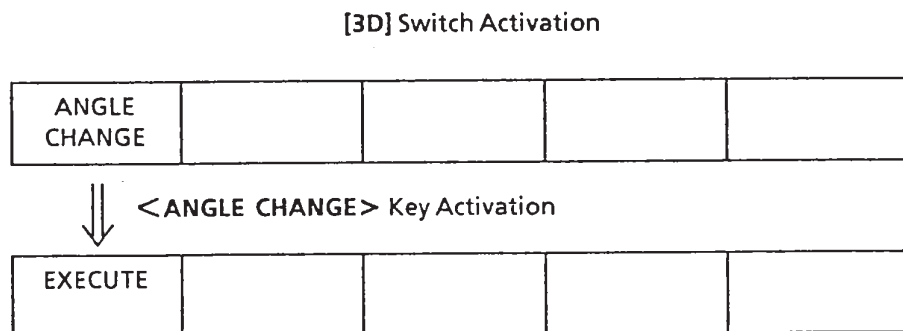 [3D] Switch Activation
ANGLE
CHANGE
<ANGLE CHANGE> Key Activation
EXECUTE